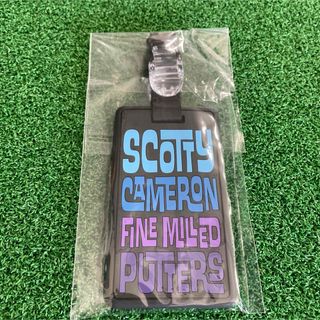 SCOTTY
CAMERON
FINE MILLED
PUTTERS